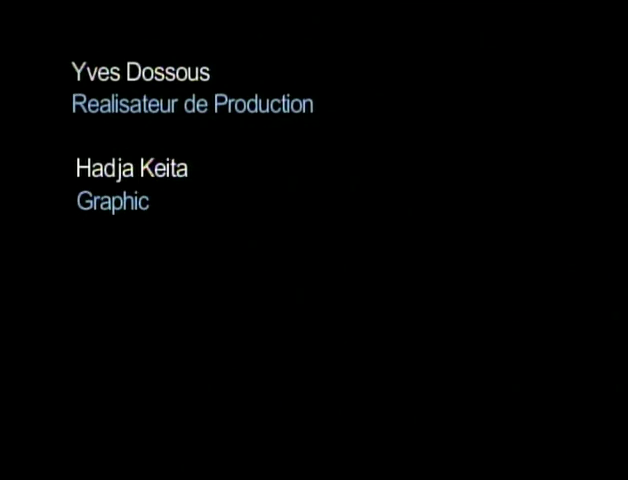 Yves Dossous
Realisateur de Production
Hadja Keita
Graphic